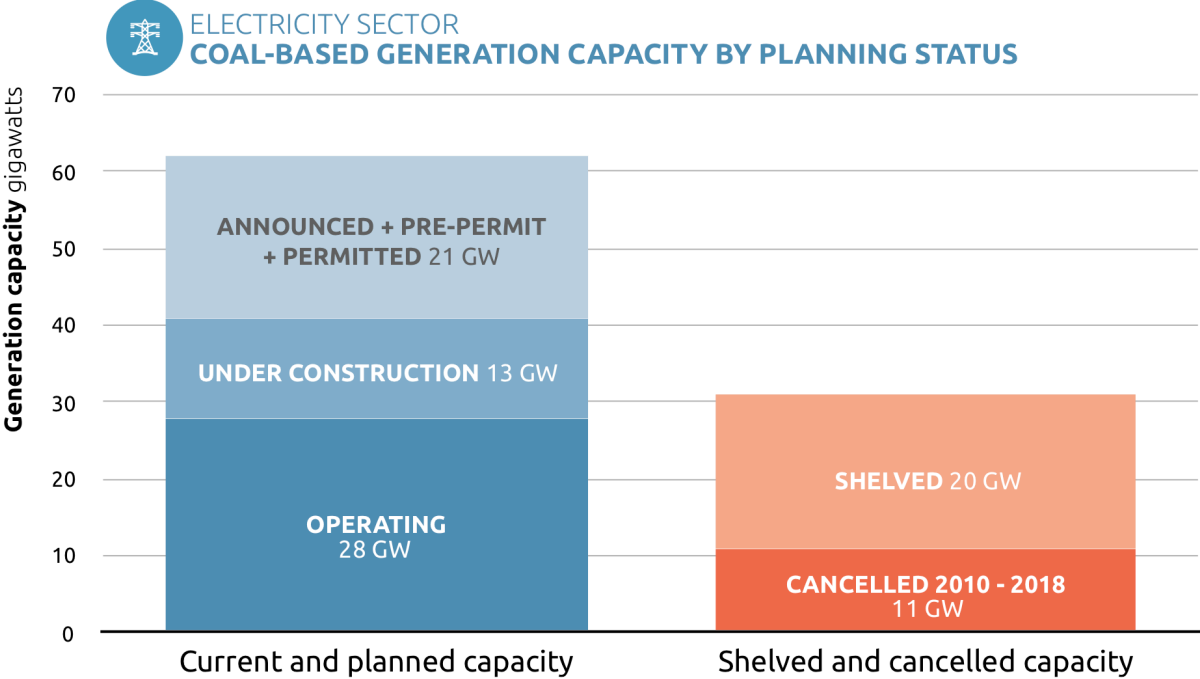 ELECTRICITY SECTOR
COAL-BASED GENERATION CAPACITY BY PLANNING STATUS
Generation capacity gigawatts
70
60
50
40
30
20
10
0
ANNOUNCED + PRE-PERMIT
+ PERMITTED 21 GW
UNDER CONSTRUCTION 13 GW
OPERATING
28 GW
SHELVED 20 GW
CANCELLED 2010 - 2018
11 GW
Current and planned capacity
Shelved and cancelled capacity